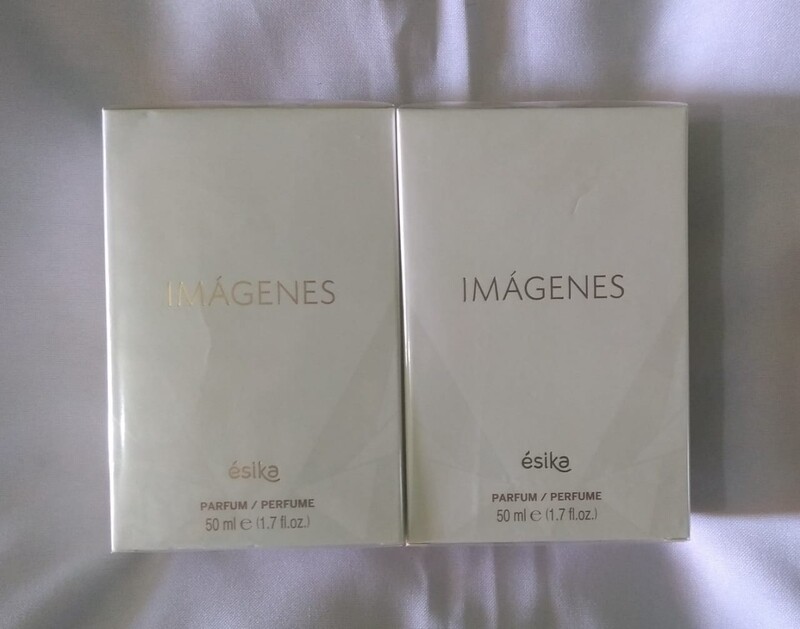 IMÁGENES
ésika
PARFUM / PERFUME
50 ml ℮ (1.7 fl.oz.)
IMÁGENES
ésika
PARFUM / PERFUME
50 ml ℮ (1.7 fl.oz.)